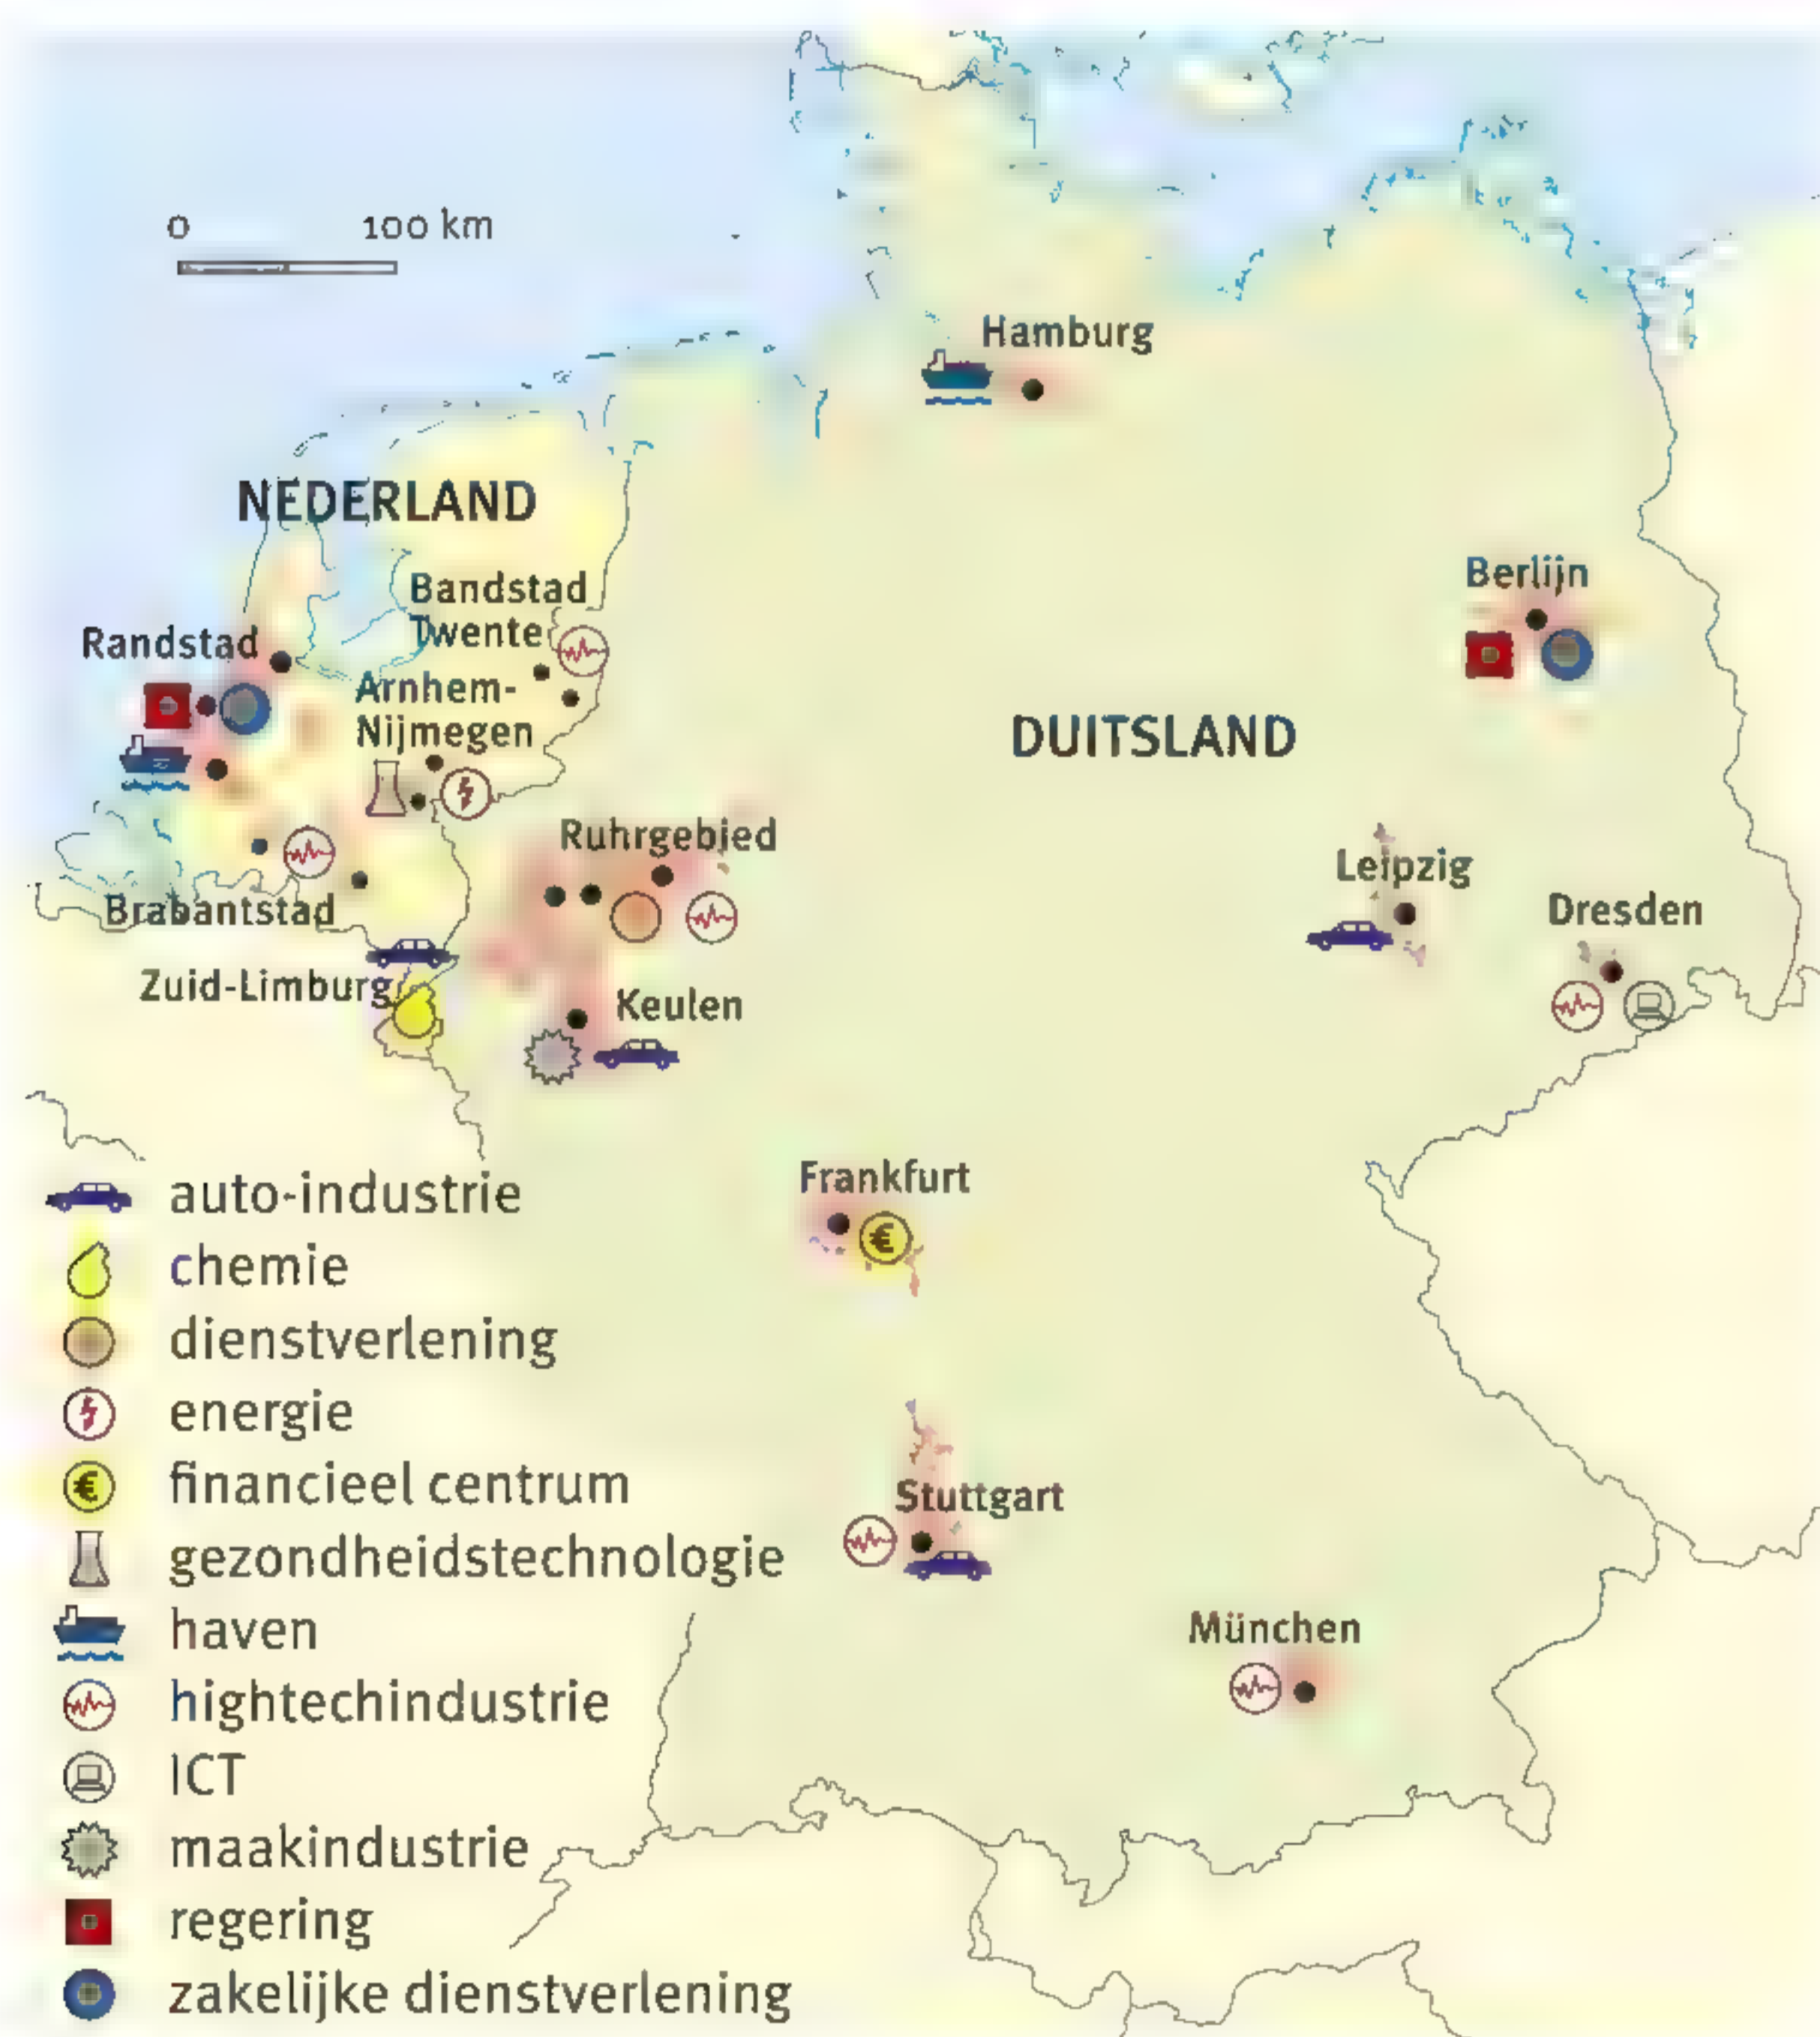 0 100 km
Hamburg
NEDERLAND
Berlijn
Bandstad
Twente
Randstad
Arnhem-
Nijmegen
DUITSLAND
Ruhrgebied
Leipzig
Brabantstad
Dresden
Zuid-Limburg
Keulen
Frankfurt
€
Stuttgart
München
auto-industrie
chemie
dienstverlening
energie
€ financieel centrum
gezondheidstechnologie
haven
hightechindustrie
ICT
maakindustrie
regering
zakelijke dienstverlening